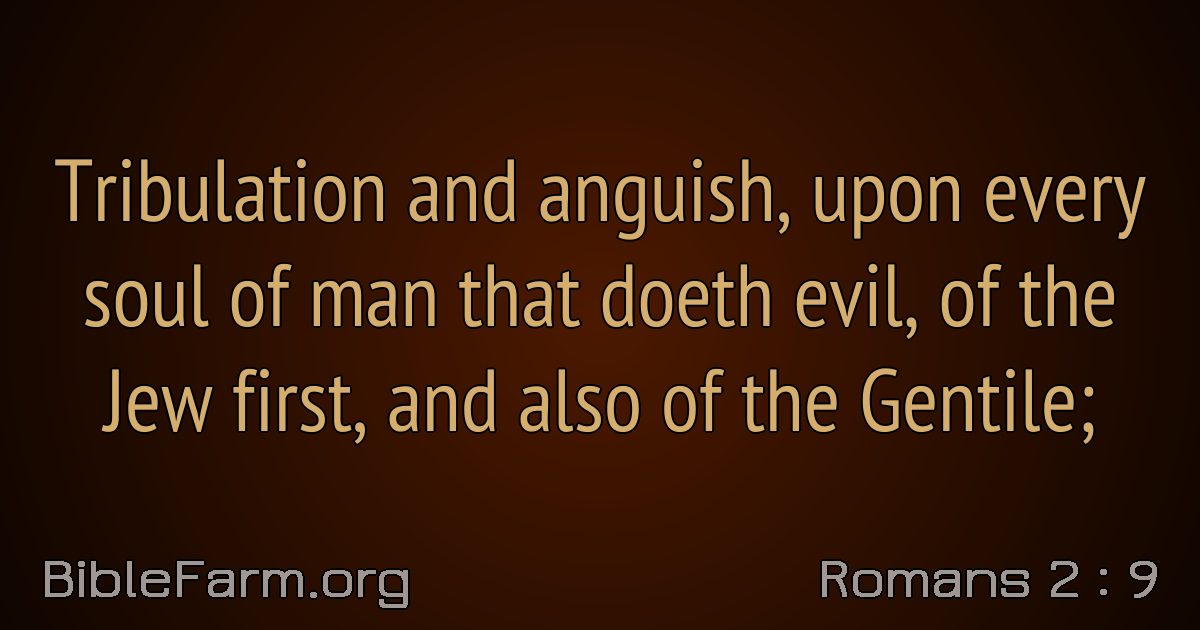 Tribulation and anguish, upon every
soul of man that doeth evil, of the
Jew first, and also of the Gentile;
BibleFarm.org
Romans 2 : 9